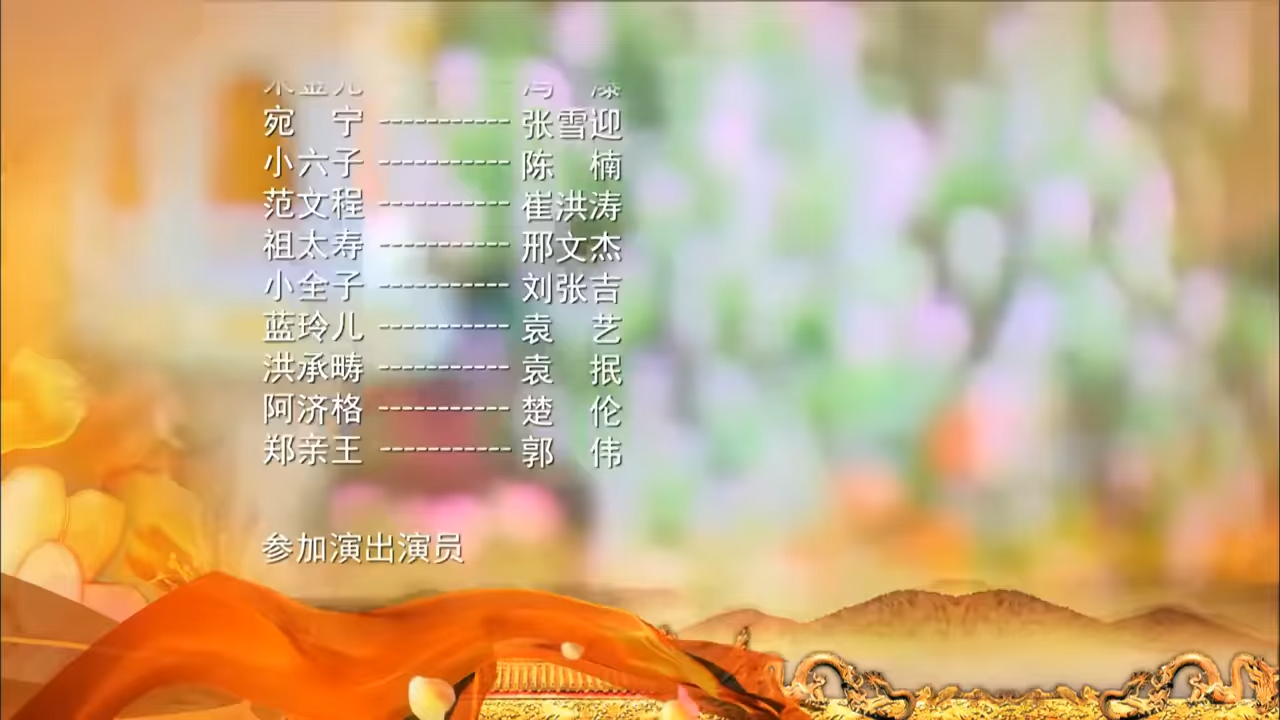 宛 宁 ----------- 张雪迎
小六子 ----------- 陈 楠
范文程 ----------- 崔洪涛
祖太寿 ----------- 邢文杰
小全子 ----------- 刘张吉
蓝玲儿 ----------- 袁 艺
洪承畴 ----------- 袁 抿
阿济格 ----------- 楚 伦
郑亲王 ----------- 郭 伟
参加演出演员